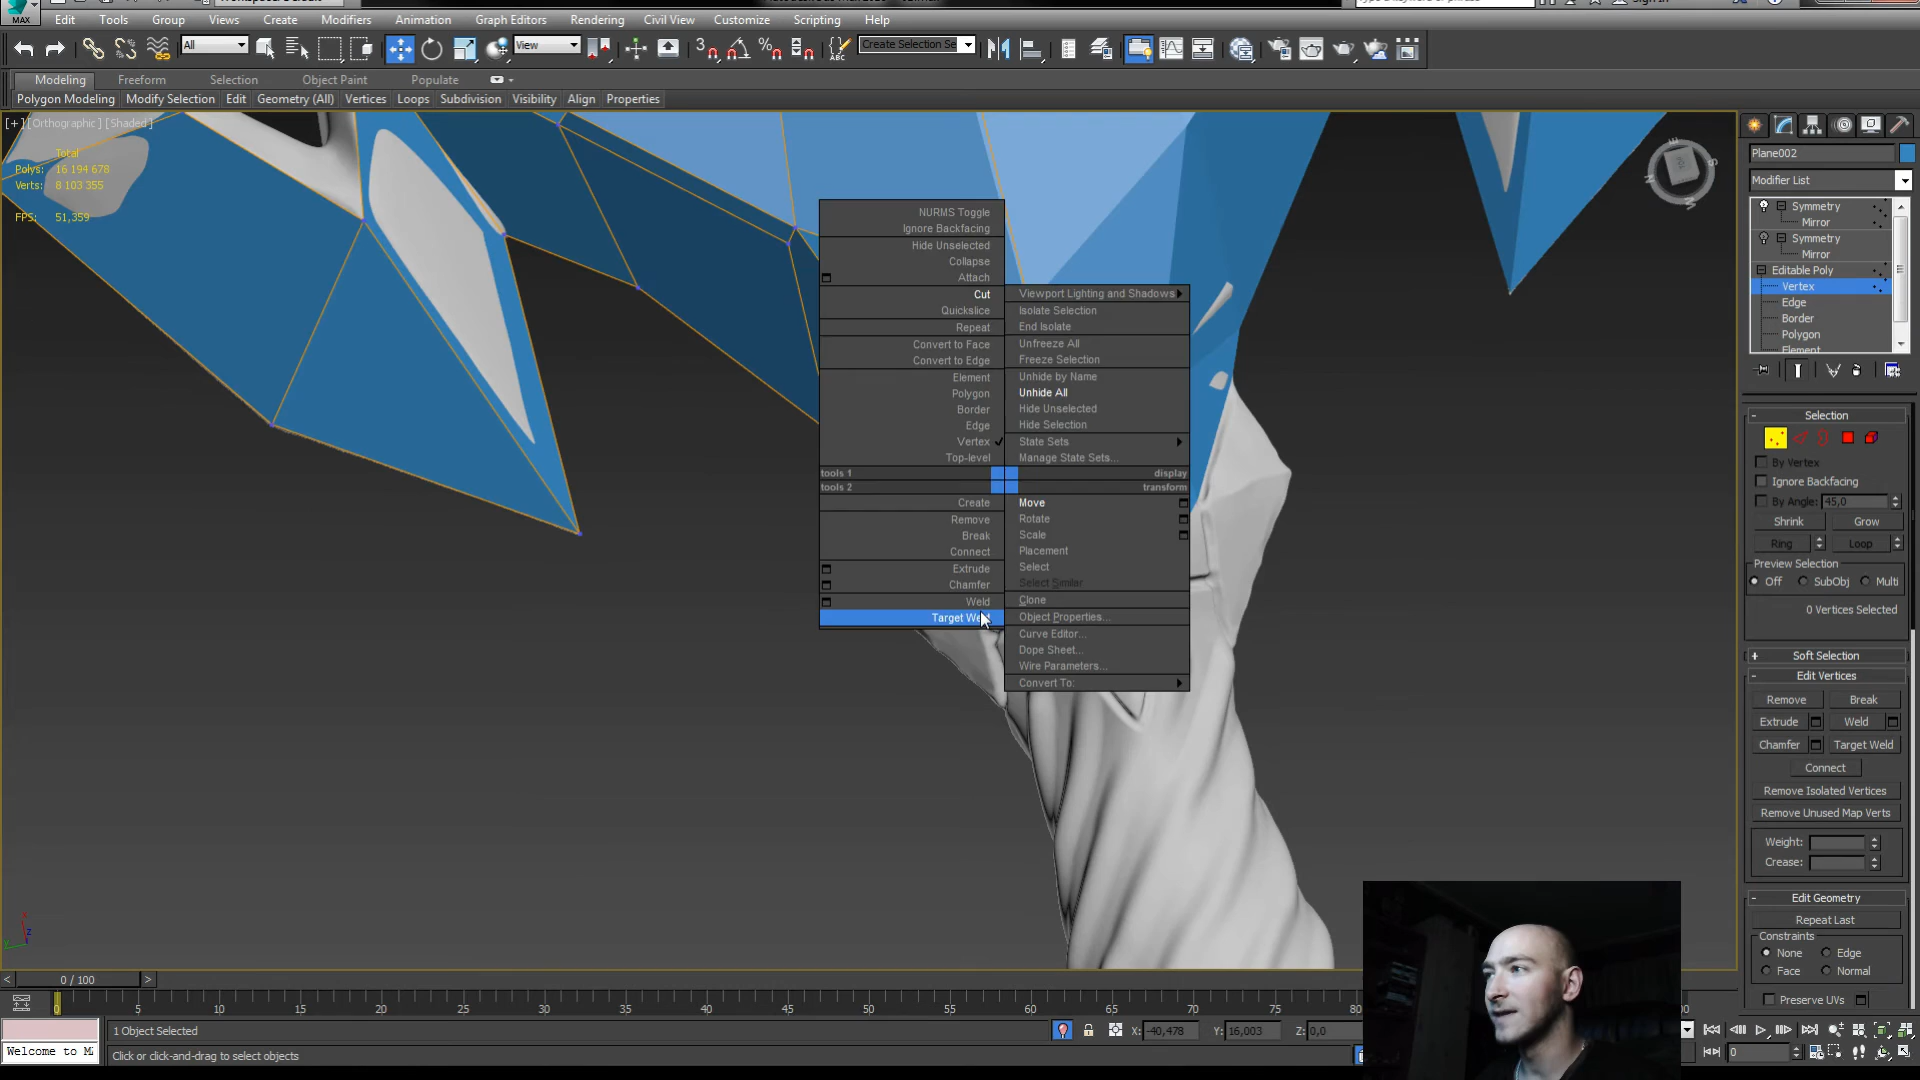 MAX
Edit Tools Group Views Create Modifiers Animation Graph Editors Rendering Civil View Customize Scripting Help
All View Create Selection Se
Modeling Freeform Selection Object Paint Populate
Polygon Modeling Modify Selection Edit Geometry (All) Vertices Loops Subdivision Visibility Align Properties
[+] [Orthographic ] [Shaded ]
Total
Polys: 16 194 678
Verts: 8 103 355
FPS: 51,359
NURMS Toggle
Ignore Backfacing
Hide Unselected
Collapse
Attach
Cut
Quickslice
Repeat
Convert to Face
Convert to Edge
Element
Polygon
Border
Edge
Vertex
Top-level
tools 1
tools 2
Create
Remove
Break
Connect
Extrude
Chamfer
Weld
Target Weld
Viewport Lighting and Shadows
Isolate Selection
End Isolate
Unfreeze All
Freeze Selection
Unhide by Name
Unhide All
Hide Unselected
Hide Selection
State Sets
Manage State Sets...
display
transform
Move
Rotate
Scale
Placement
Select
Select Similar
Clone
Object Properties...
Curve Editor...
Dope Sheet...
Wire Parameters...
Convert To:
Plane002
Modifier List
Symmetry
Mirror
Symmetry
Mirror
Editable Poly
Vertex
Edge
Border
Polygon
Element
- Selection
By Vertex
Ignore Backfacing
By Angle: 45,0
Shrink Grow
Ring Loop
Preview Selection
Off SubObj Multi
0 Vertices Selected
+ Soft Selection
- Edit Vertices
Remove Break
Extrude Weld
Chamfer Target Weld
Connect
Remove Isolated Vertices
Remove Unused Map Verts
Weight:
Crease:
- Edit Geometry
Repeat Last
Constraints
None Edge
Face Normal
Preserve UVs
< 0 / 100 >
0 5 10 15 20 25 30 35 40 45 50 55 60 65 70 75
1 Object Selected X: -40,478 Y: 16,003 Z: 0,0
Welcome to
Click or click-and-drag to select objects
0